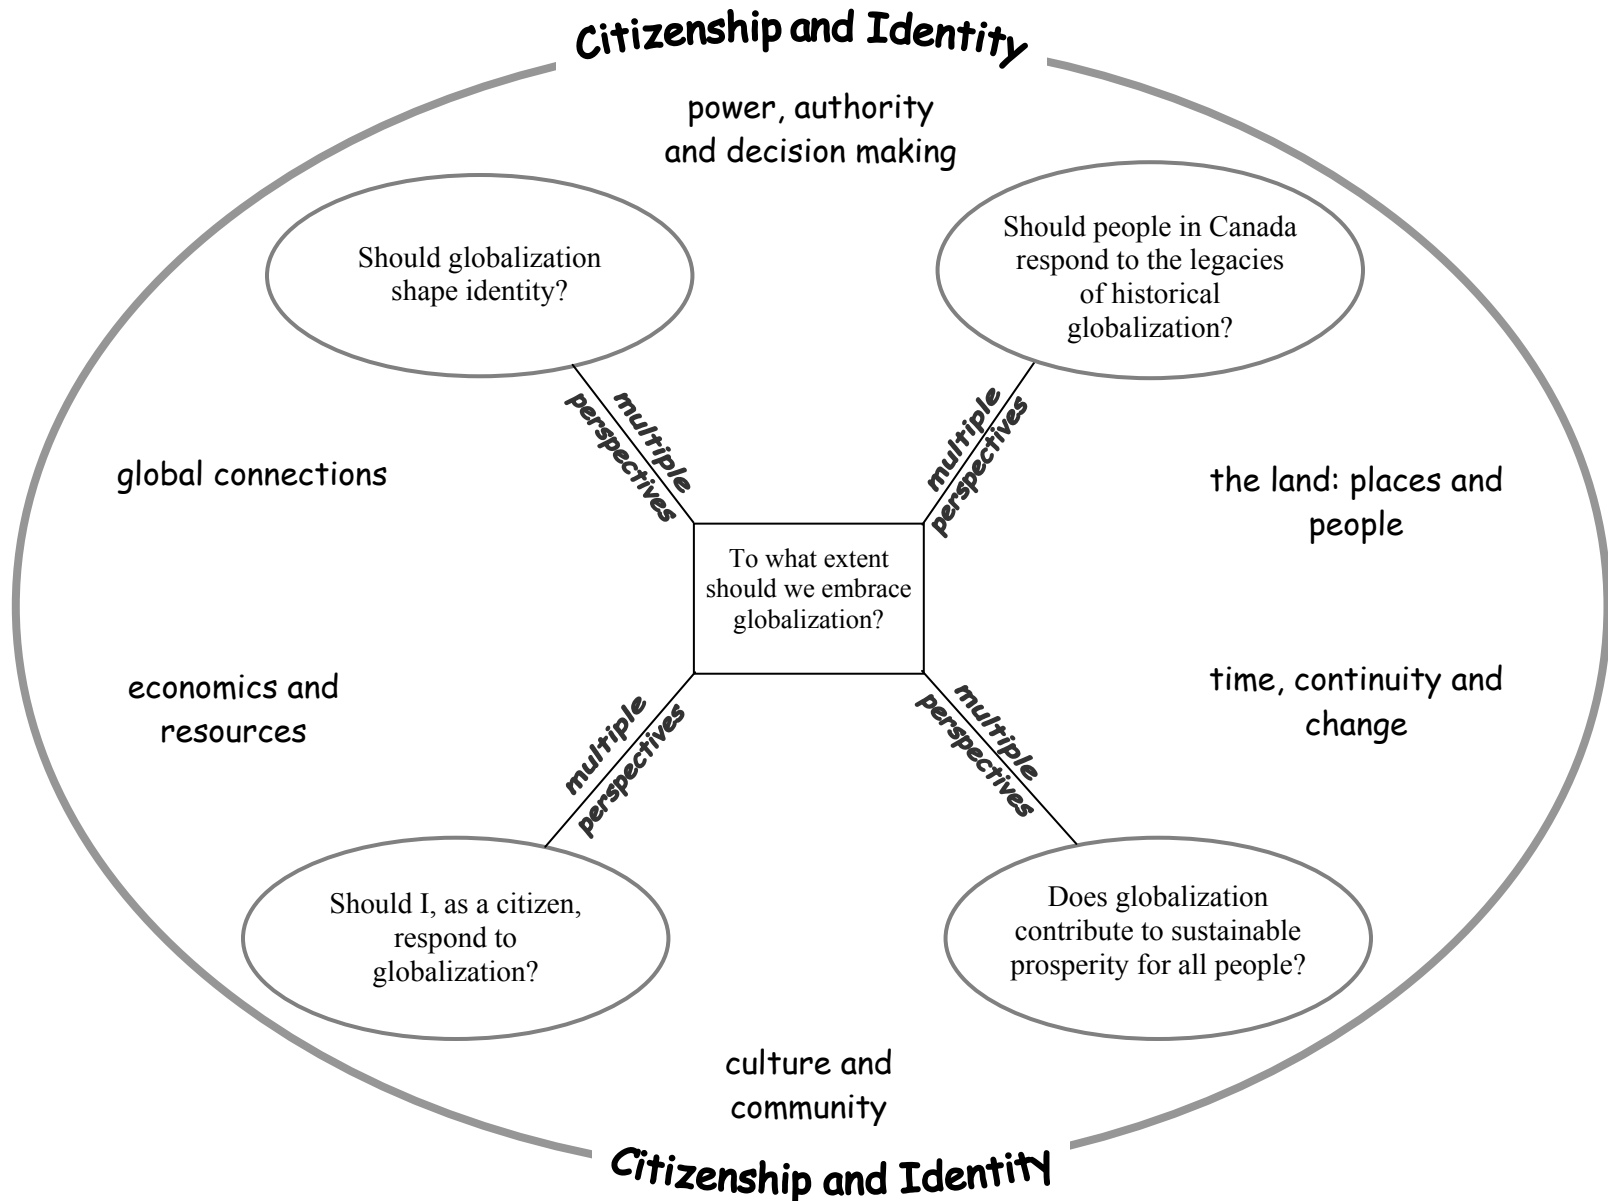 Citizenship and Identity
power, authority
and decision making
Should globalization
shape identity?
Should people in Canada
respond to the legacies
of historical
globalization?
multiple
perspectives
multiple
perspectives
global connections
the land: places and
people
To what extent
should we embrace
globalization?
economics and
resources
time, continuity and
change
multiple
perspectives
multiple
perspectives
Should I, as a citizen,
respond to
globalization?
Does globalization
contribute to sustainable
prosperity for all people?
culture and
community
Citizenship and Identity